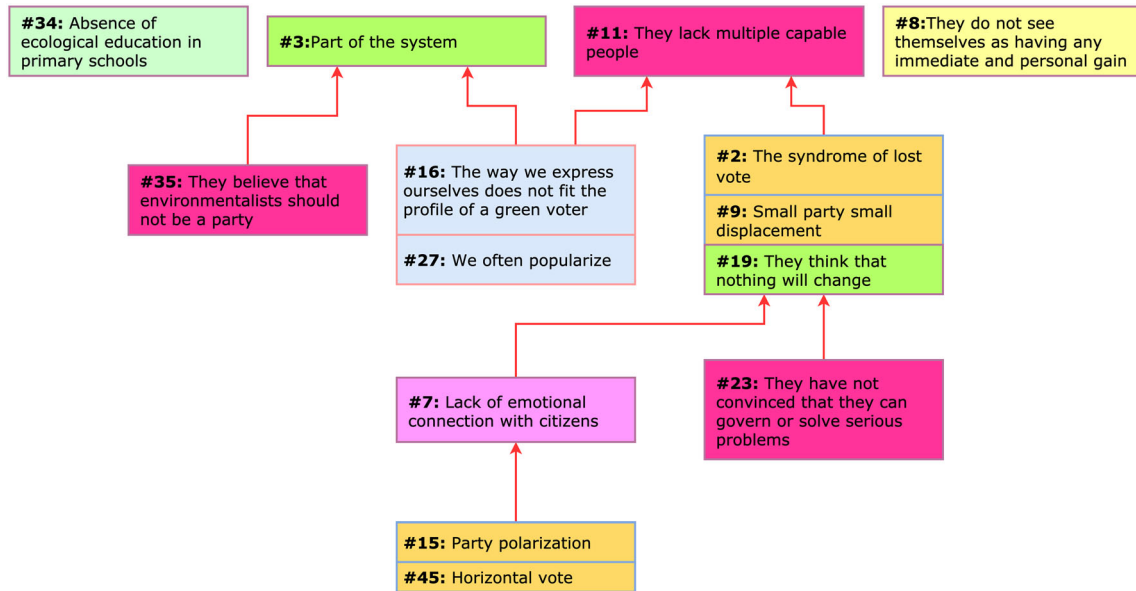 #34: Absence of
ecological education in
primary schools
#3:Part of the system
#11: They lack multiple capable
people
#8:They do not see
themselves as having any
immediate and personal gain
#35: They believe that
environmentalists should
not be a party
#16: The way we express
ourselves does not fit the
profile of a green voter
#27: We often popularize
#2: The syndrome of lost
vote
#9: Small party small
displacement
#19: They think that
nothing will change
#7: Lack of emotional
connection with citizens
#23: They have not
convinced that they can
govern or solve serious
problems
#15: Party polarization
#45: Horizontal vote